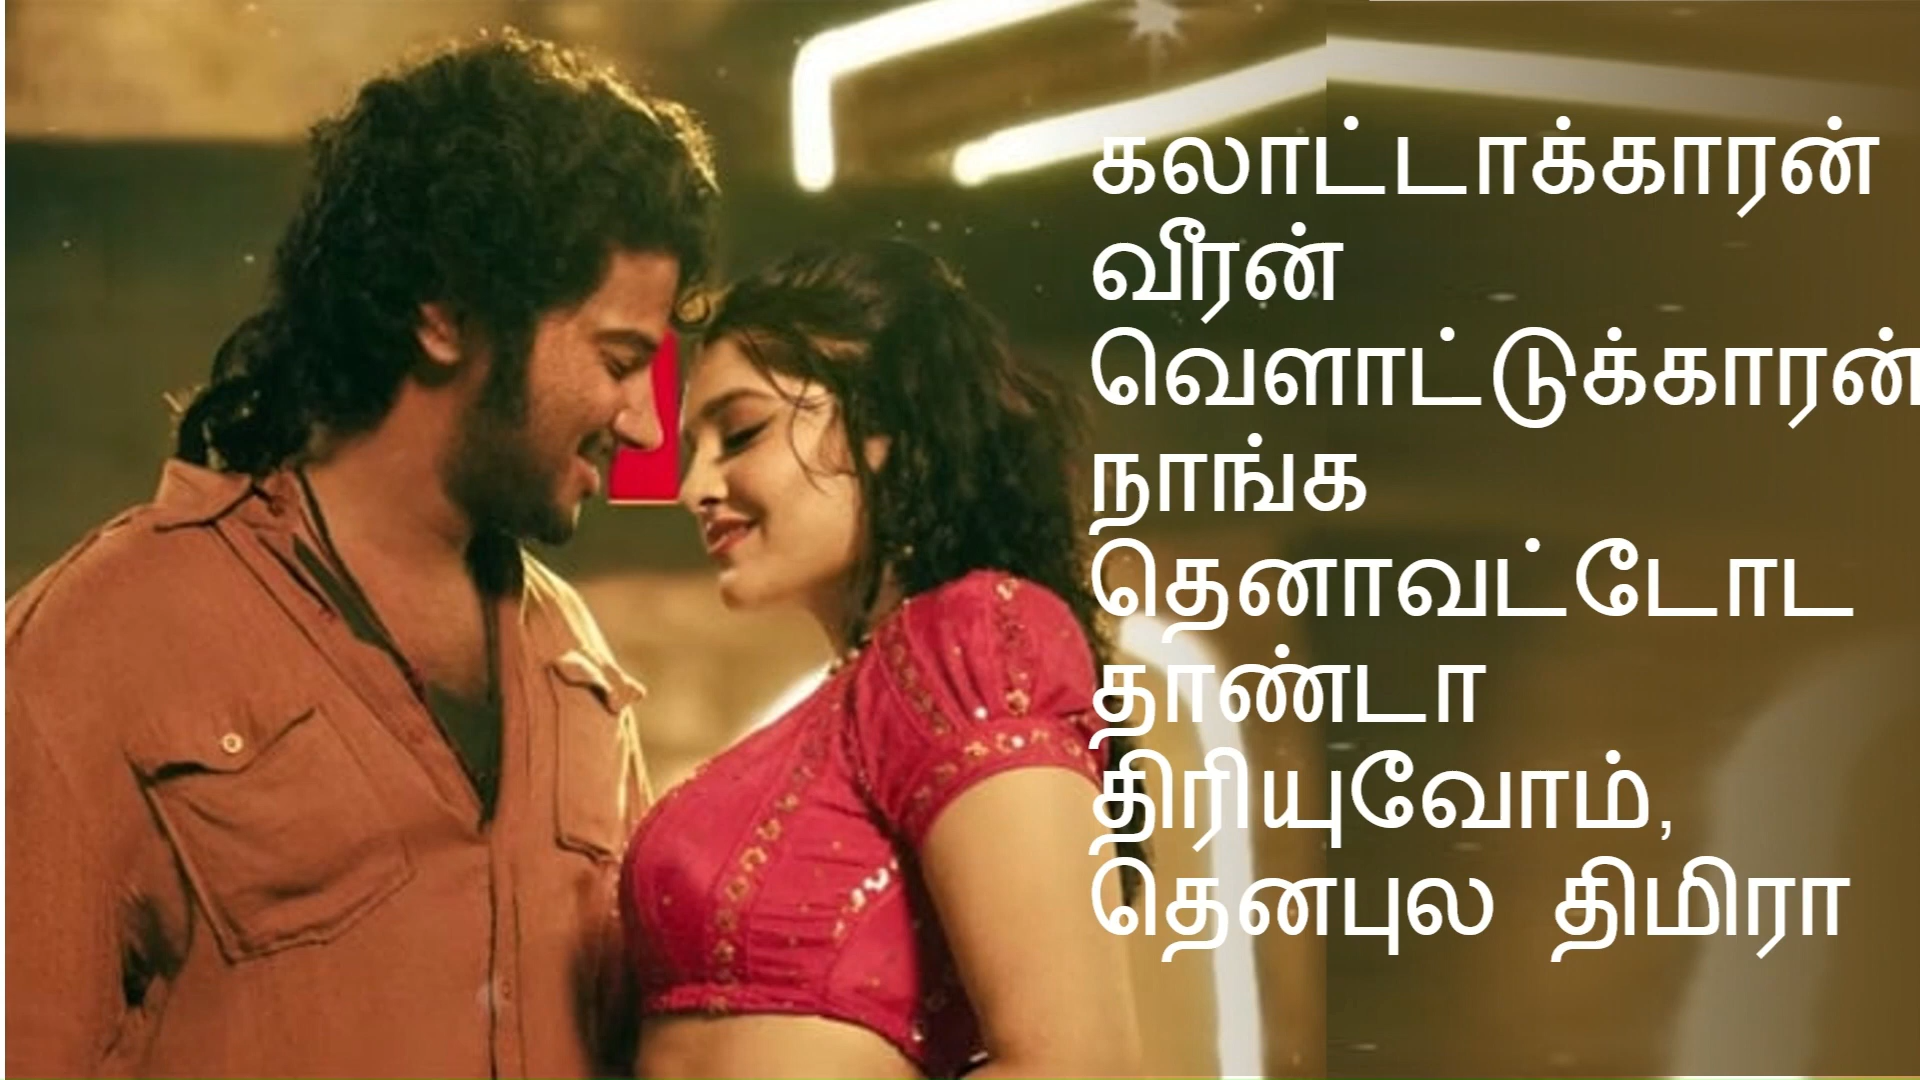 கலாட்டாக்காரன்
வீரன்
வெளாட்டுக்காரன்
நாங்க
தெனாவட்டோட
தாண்டா
திரியுவோம்,
தெனபுல திமிரா